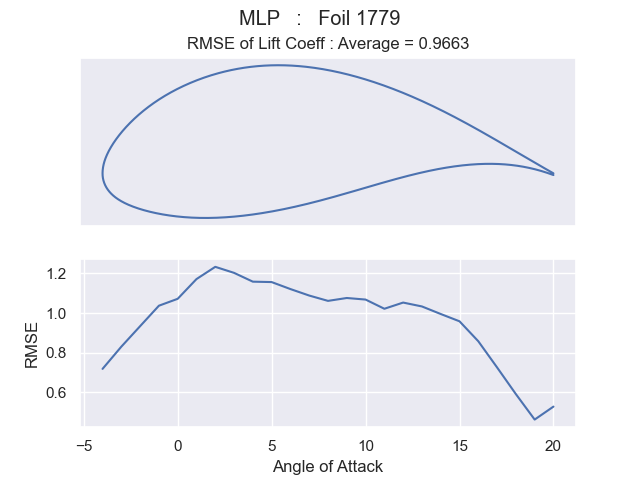 MLP   :   Foil 1779
RMSE of Lift Coeff : Average = 0.9663
1.2
1.0
0.8
0.6
RMSE
−5 0 5 10 15 20
Angle of Attack